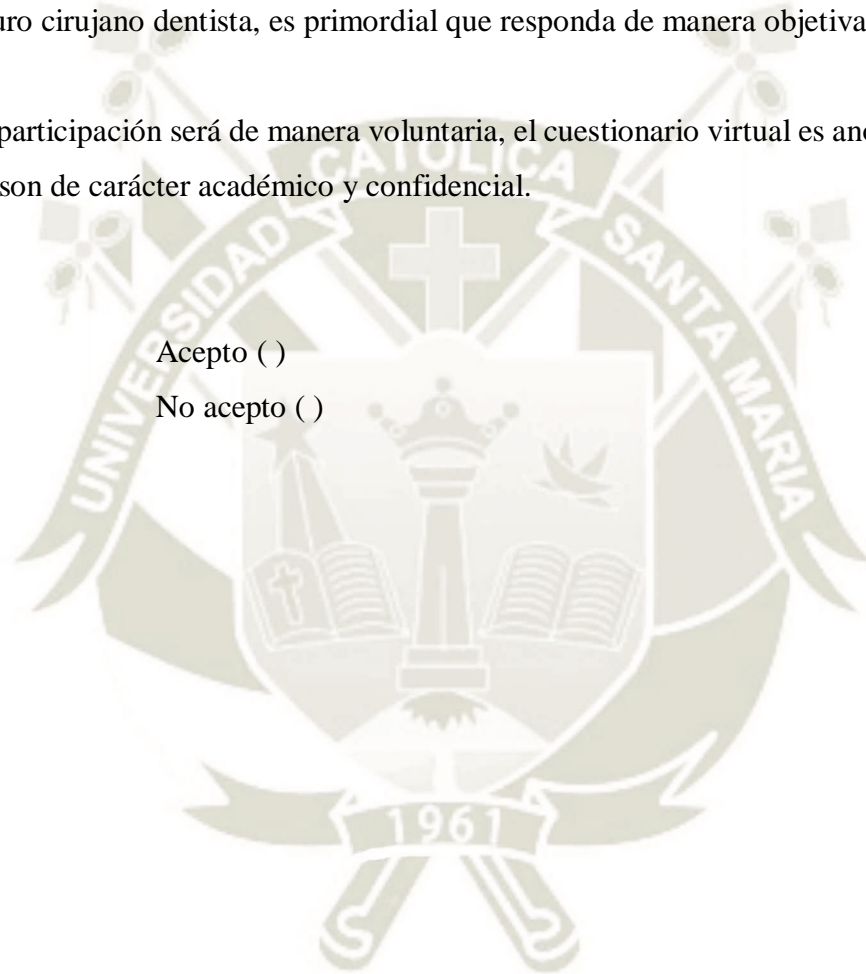 uro cirujano dentista, es primordial que responda de manera objetiva
participación será de manera voluntaria, el cuestionario virtual es an
son de carácter académico y confidencial.
CATOLICA
UNIVERSIDAD
SANTA MARIA
Acepto ( )
No acepto ( )
1961
S
S